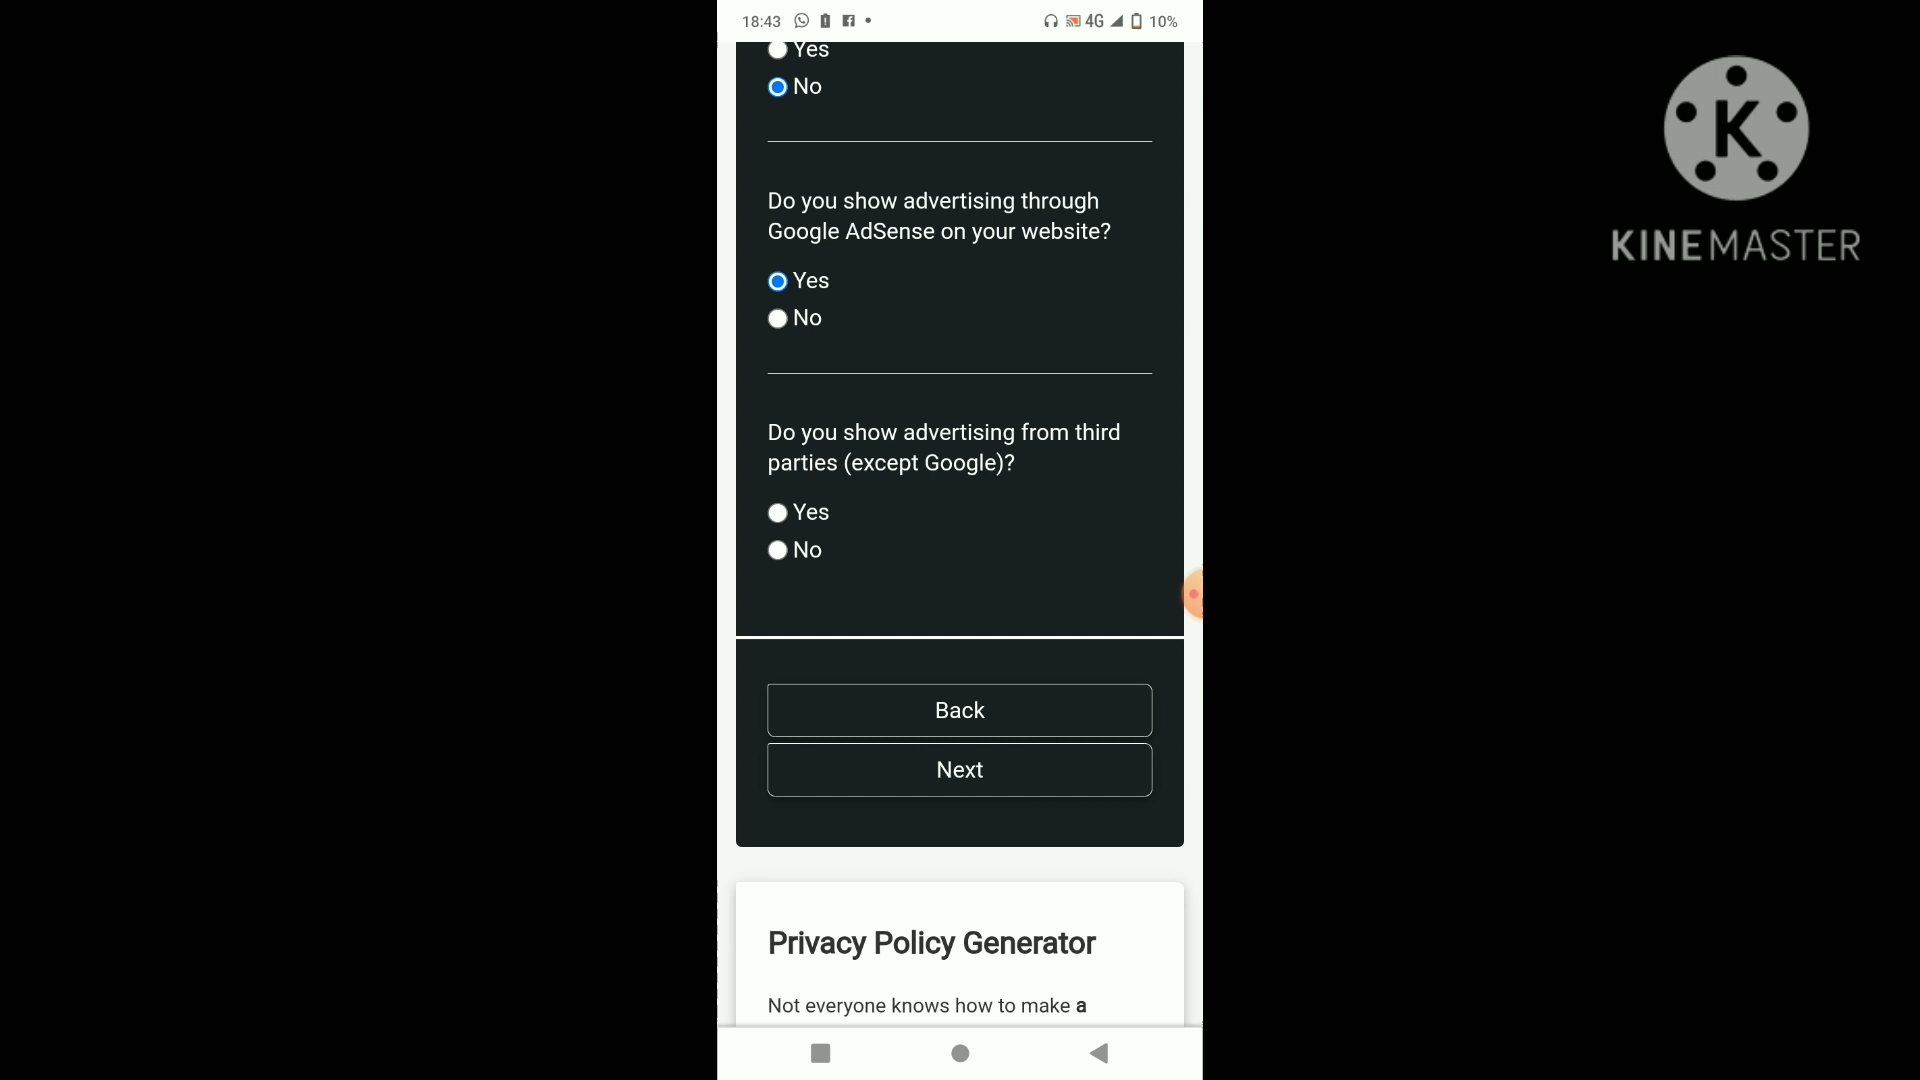 18:43 4G 10%
Yes
No
Do you show advertising through
Google AdSense on your website?
Yes
No
Do you show advertising from third
parties (except Google)?
Yes
No
Back
Next
Privacy Policy Generator
Not everyone knows how to make a
K
KINEMASTER